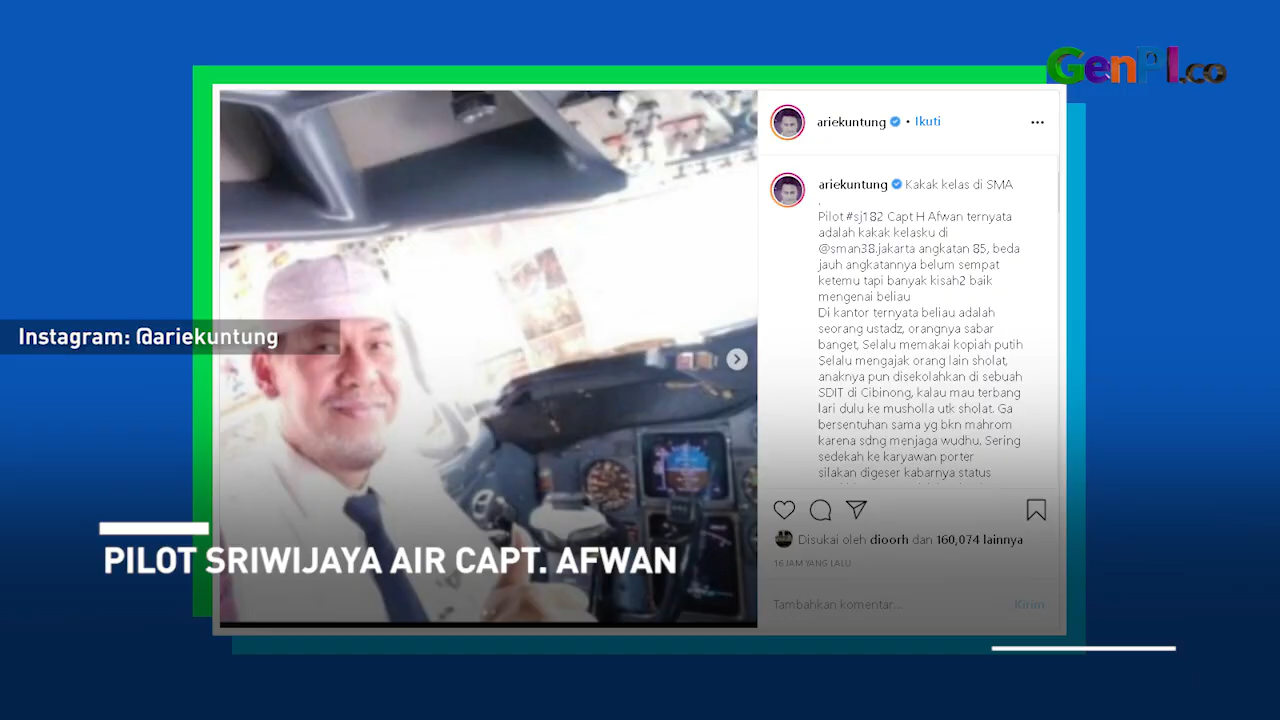 GenPI.co
ariekuntung • Ikuti
ariekuntung Kakak kelas di SMA
.
Pilot #sj182 Capt H Afwan ternyata
adalah kakak kelasku di
@sman38.jakarta angkatan 85, beda
jauh angkatannya belum sempat
ketemu tapi banyak kisah2 baik
mengenai beliau
Di kantor ternyata beliau adalah
seorang ustadz, orangnya sabar
banget, Selalu memakai kopiah putih
Selalu mengajak orang lain sholat,
anaknya pun disekolahkan di sebuah
SDIT di Cibinong, kalau mau terbang
lari dulu ke musholla utk sholat. Ga
bersentuhan sama yg bkn mahrom
karena sdng menjaga wudhu. Sering
sedekah ke karyawan porter
silakan digeser kabarnya status
Disukai oleh dioorh dan 160,074 lainnya
16 JAM YANG LALU
Tambahkan komentar... Kirim
Instagram: @ariekuntung
PILOT SRIWIJAYA AIR CAPT. AFWAN